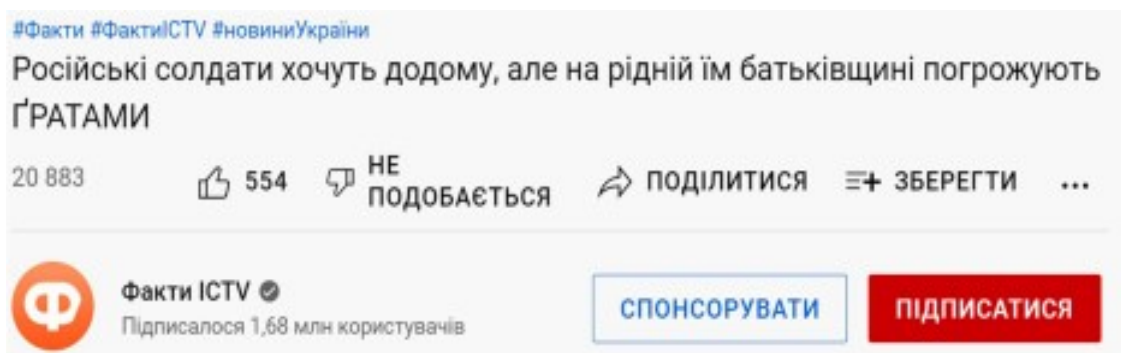 #Факти #ФактиICTV #новиниУкраїни
Російські солдати хочуть додому, але на рідній їм батьківщині погрожують
ҐРАТАМИ
20 883 554 НЕ ПОДОБАЄТЬСЯ ПОДІЛИТИСЯ ЗБЕРЕГТИ ...
Факти ICTV
Підписалося 1,68 млн користувачів
СПОНСОРУВАТИ ПІДПИСАТИСЯ